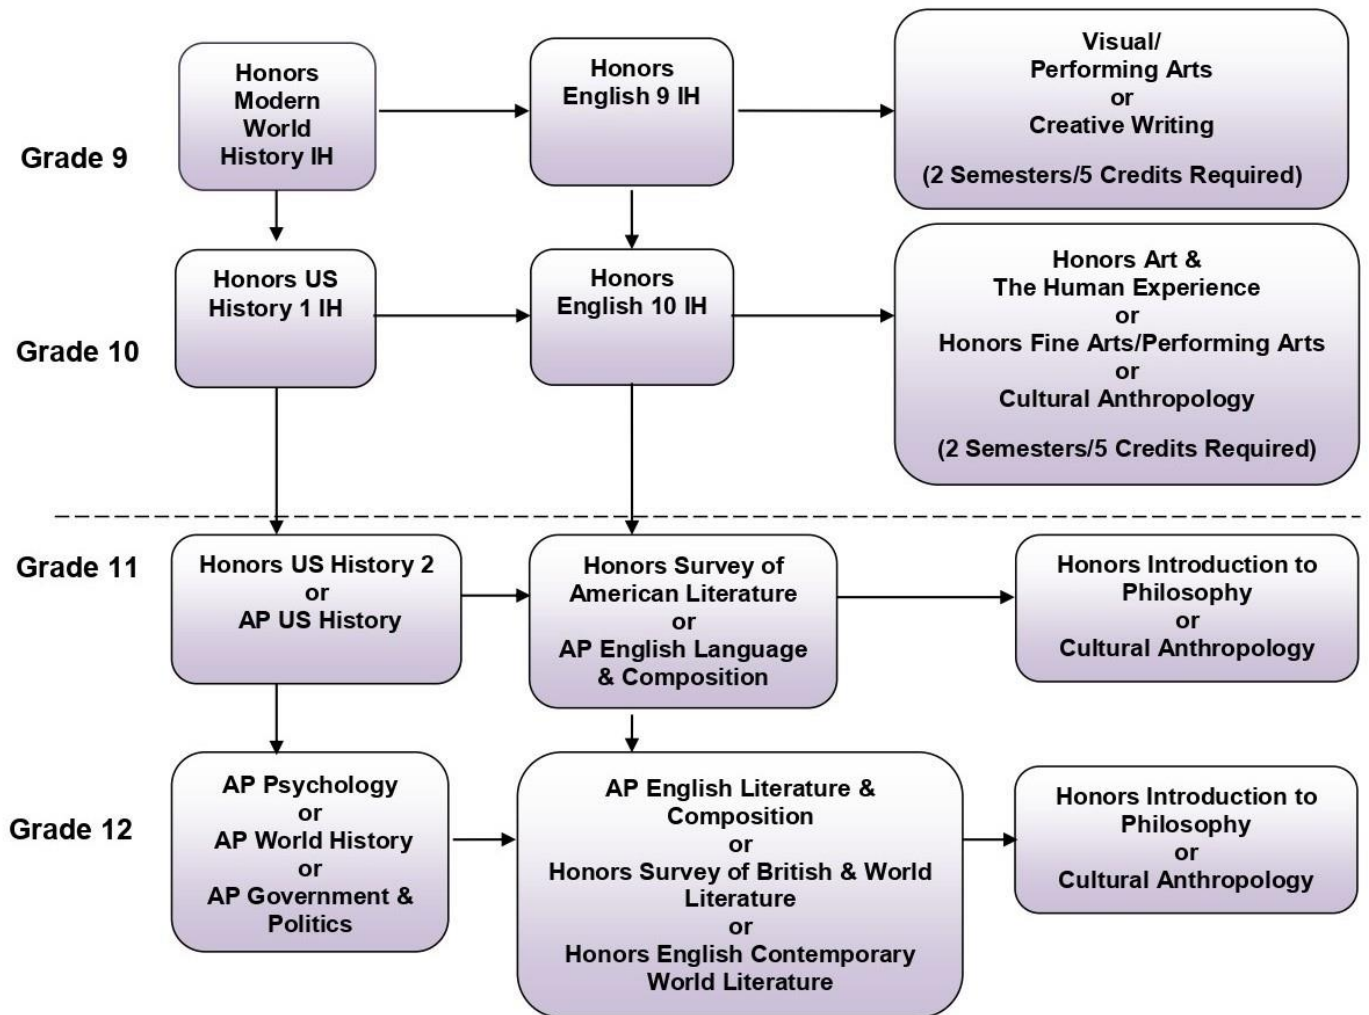 Grade 9
Honors
Modern
World
History IH
Honors
English 9 IH
Visual/
Performing Arts
or
Creative Writing
(2 Semesters/5 Credits Required)
Grade 10
Honors US
History 1 IH
Honors
English 10 IH
Honors Art &
The Human Experience
or
Honors Fine Arts/Performing Arts
or
Cultural Anthropology
(2 Semesters/5 Credits Required)
Grade 11
Honors US History 2
or
AP US History
Honors Survey of
American Literature
or
AP English Language
& Composition
Honors Introduction to
Philosophy
or
Cultural Anthropology
Grade 12
AP Psychology
or
AP World History
or
AP Government &
Politics
AP English Literature &
Composition
or
Honors Survey of British & World
Literature
or
Honors English Contemporary
World Literature
Honors Introduction to
Philosophy
or
Cultural Anthropology